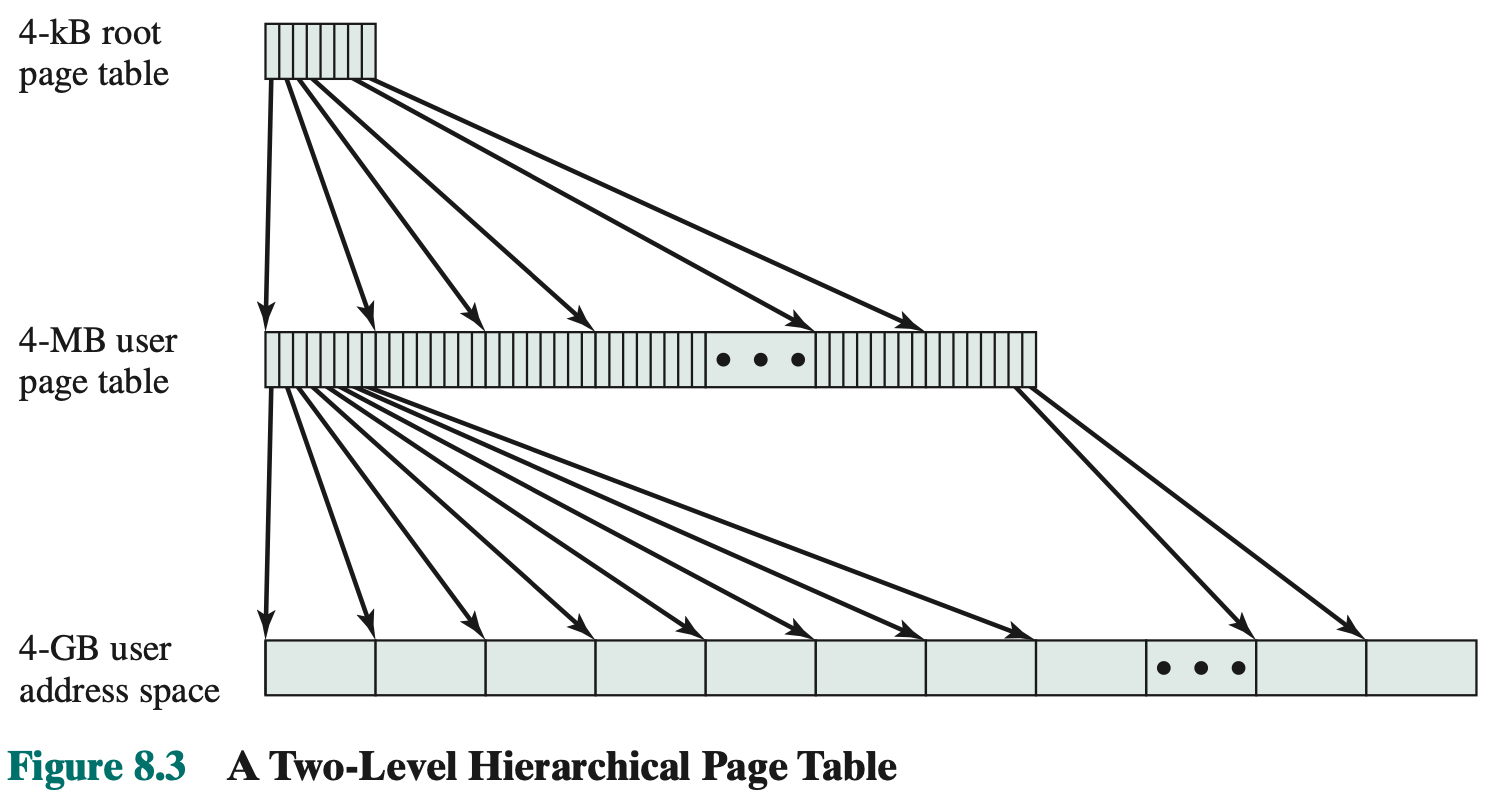 4-kB root
page table
4-MB user
page table
4-GB user
address space
Figure 8.3 A Two-Level Hierarchical Page Table